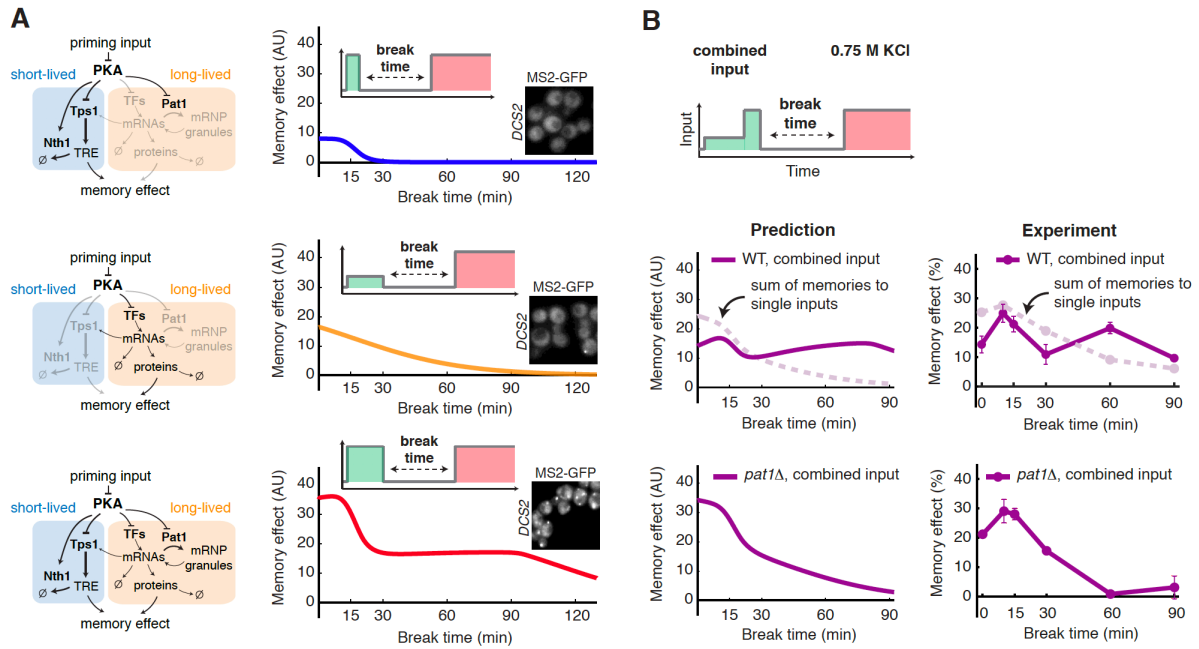 A
priming input
PKA
short-lived
long-lived
TFs
Pat1
Tps1
mRNAs
mRNP
granules
Nth1
TRE
proteins
Ø
Ø
Ø
memory effect
Memory effect (AU)
40
30
20
10
0
break
time
MS2-GFP
DCS2
15
30
60
90
120
Break time (min)
priming input
PKA
short-lived
long-lived
TFs
Pat1
Tps1
mRNAs
mRNP
granules
Nth1
TRE
proteins
Ø
Ø
Ø
memory effect
Memory effect (AU)
40
30
20
10
0
break
time
MS2-GFP
DCS2
15
30
60
90
120
Break time (min)
priming input
PKA
short-lived
long-lived
TFs
Pat1
Tps1
mRNAs
mRNP
granules
Nth1
TRE
proteins
Ø
Ø
Ø
memory effect
Memory effect (AU)
40
30
20
10
0
break
time
MS2-GFP
DCS2
15
30
60
90
120
Break time (min)
B
combined
input
0.75 M KCl
Input
break
time
Time
Prediction
WT, combined input
sum of memories to
single inputs
Memory effect (AU)
40
30
20
10
0
0
15
30
60
90
Break time (min)
Experiment
WT, combined input
sum of memories to
single inputs
Memory effect (%)
40
30
20
10
0
0
15
30
60
90
Break time (min)
pat1Δ, combined input
Memory effect (AU)
40
30
20
10
0
0
15
30
60
90
Break time (min)
pat1Δ, combined input
Memory effect (%)
40
30
20
10
0
0
15
30
60
90
Break time (min)